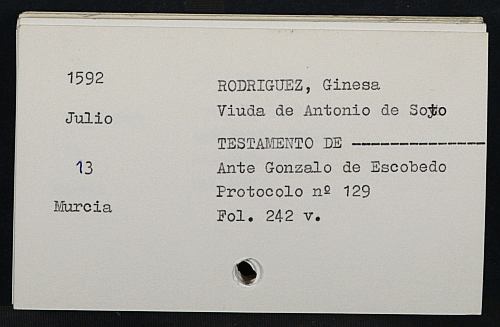 1592
Julio
13
Murcia
RODRIGUEZ, Ginesa
Viuda de Antonio de Soto
TESTAMENTO DE ----------------
Ante Gonzalo de Escobedo
Protocolo nº 129
Fol. 242 v.